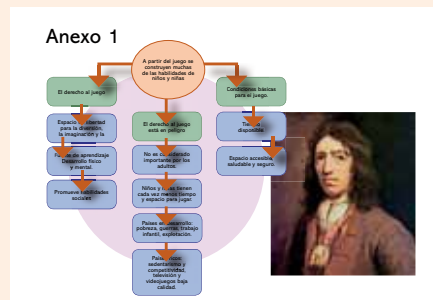 Anexo 1
A partir del juego se
construyen muchas
de las habilidades de
niños y niñas
El derecho al juego
Espacio libertad
para la diversión,
la imaginación y la
de aprendizaje
Desarrollo físico
y mental.
Promueve habilidades
sociales
El derecho al juego
está en peligro
No es considerado
importante por los
adultos.
Niños y niñas tienen
cada vez menos tiempo
y espacio para jugar.
Países en desarrollo:
pobreza, guerras, trabajo
infantil, explotación.
Países ricos:
sedentarismo y
competitividad,
televisión y
videojuegos baja
calidad.
Condiciones básicas
para el juego.
Tiempo
disponible.
Espacio accesible,
saludable y seguro.